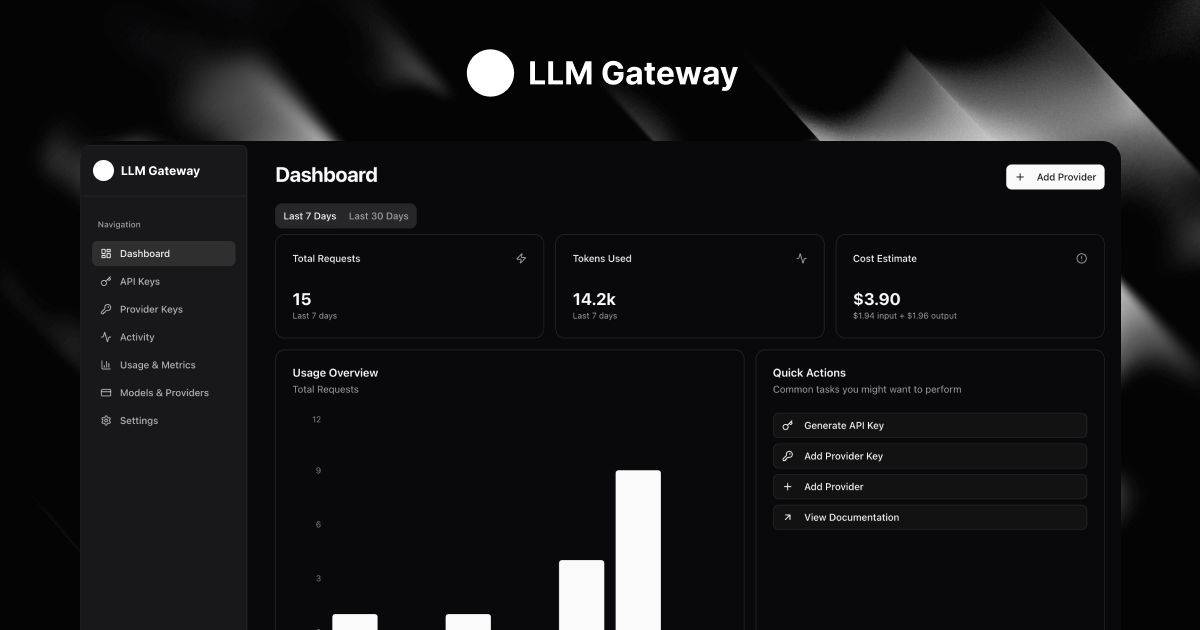 LLM Gateway
LLM Gateway
Navigation
Dashboard
API Keys
Provider Keys
Activity
Usage & Metrics
Models & Providers
Settings
Dashboard
Add Provider
Last 7 Days Last 30 Days
Total Requests
15
Last 7 days
Tokens Used
14.2k
Last 7 days
Cost Estimate
$3.90
$1.94 input + $1.96 output
Usage Overview
Total Requests
12
9
6
3
Quick Actions
Common tasks you might want to perform
Generate API Key
Add Provider Key
Add Provider
View Documentation